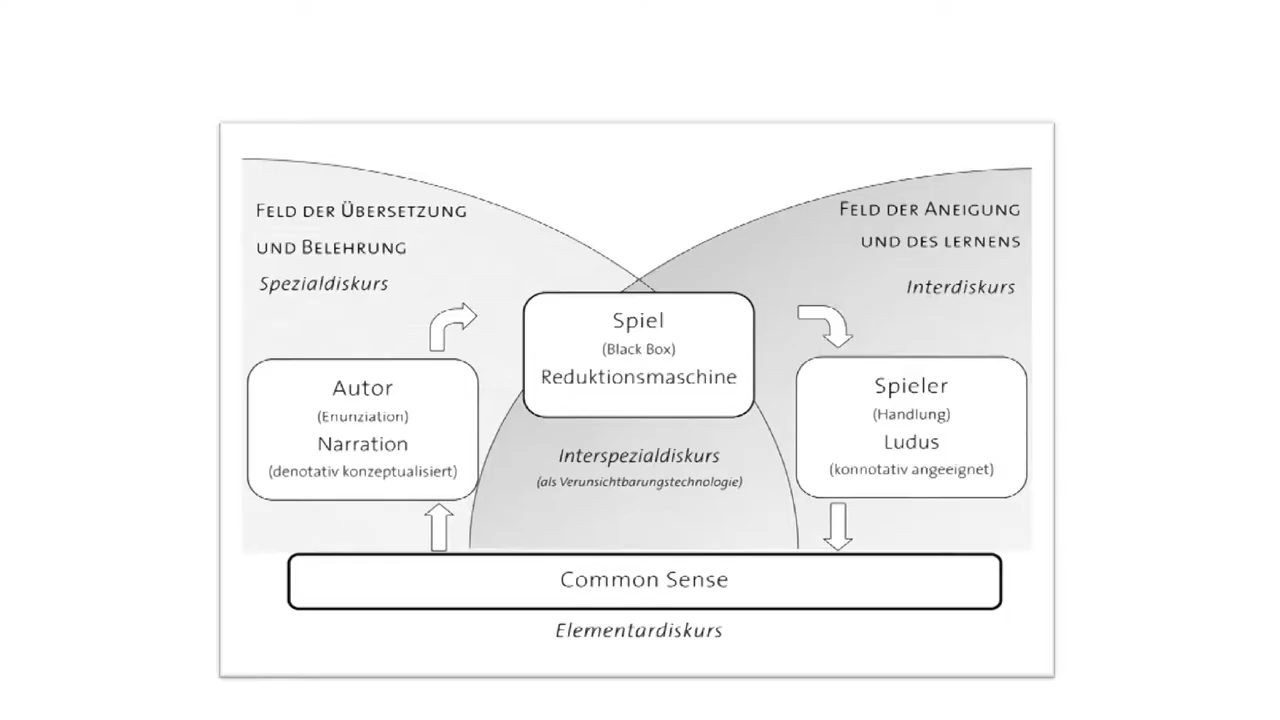 FELD DER ÜBERSETZUNG
UND BELEHRUNG
Spezialdiskurs
FELD DER ANEIGUNG
UND DES LERNENS
Interdiskurs
Spiel
(Black Box)
Reduktionsmaschine
Autor
(Enunziation)
Narration
(denotativ konzeptualisiert)
Spieler
(Handlung)
Ludus
(konnotativ angeeignet)
Interspezialdiskurs
(als Verunsichtbarungstechnologie)
Common Sense
Elementardiskurs